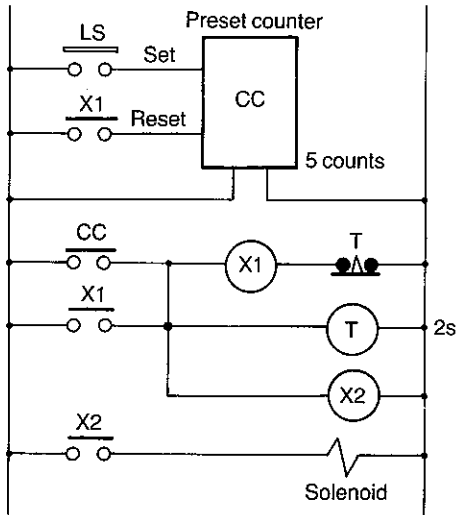 Preset counter
LS
Set
CC
X1
Reset
5 counts
CC
X1
T
X1
T
2s
X2
X2
Solenoid